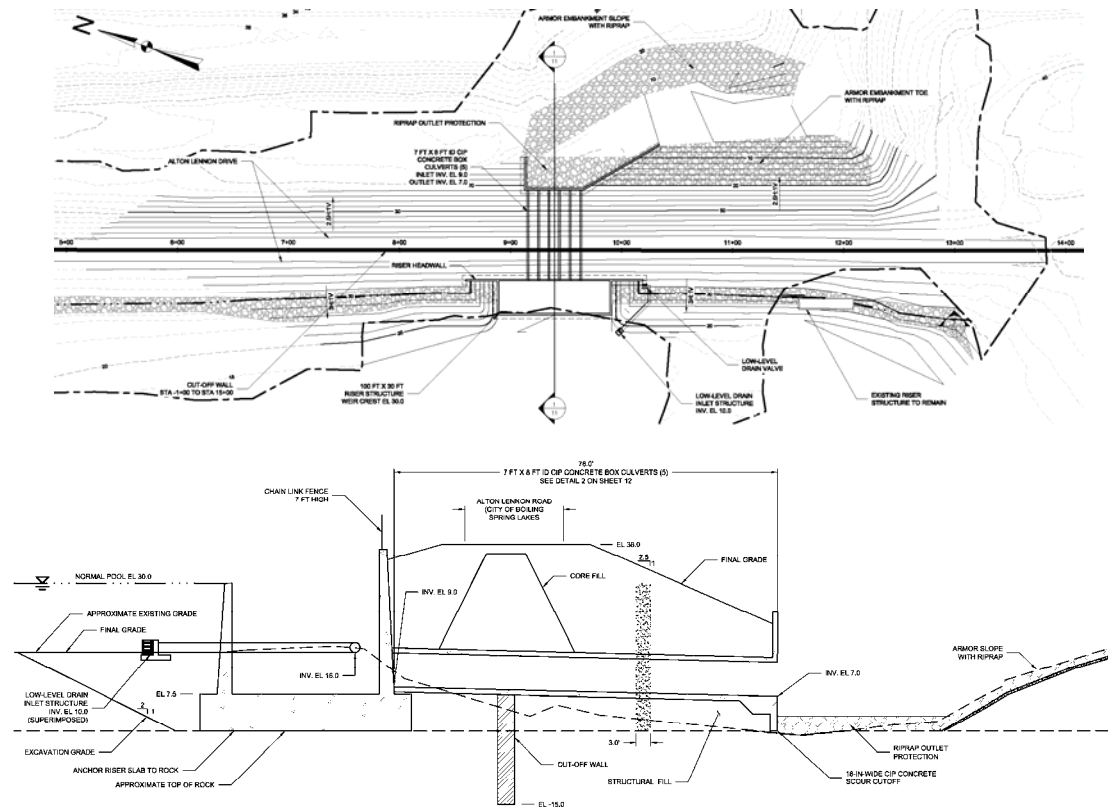 N
ARMOR EMBANKMENT SLOPE
WITH RIPRAP
1
11
ARMOR EMBANKMENT TOE
WITH RIPRAP
RIPRAP OUTLET PROTECTION
7 FT X 8 FT ID CIP
CONCRETE BOX
CULVERTS (5)
INLET INV. EL 9.0
OUTLET INV. EL 7.0
ALTON LENNON DRIVE
6+00
7+00
8+00
9+00
10+00
11+00
12+00
13+00
14+00
RISER HEADWALL
CUT-OFF WALL
STA -1+00 TO STA 15+00
100 FT X 30 FT
RISER STRUCTURE
WEIR CREST EL 30.0
LOW-LEVEL
DRAIN VALVE
LOW-LEVEL DRAIN
INLET STRUCTURE
INV. EL 10.0
EXISTING RISER
STRUCTURE TO REMAIN
1
11
76.0'
7 FT X 8 FT ID CIP CONCRETE BOX CULVERTS (5)
SEE DETAIL 2 ON SHEET 12
CHAIN LINK FENCE
7 FT HIGH
ALTON LENNON ROAD
(CITY OF BOILING
SPRING LAKES
EL 38.0
2.5
1
FINAL GRADE
NORMAL POOL EL 30.0
CORE FILL
INV. EL 9.0
APPROXIMATE EXISTING GRADE
FINAL GRADE
ARMOR SLOPE
WITH RIPRAP
INV. EL 16.0
INV. EL 7.0
LOW-LEVEL DRAIN
INLET STRUCTURE
INV. EL 10.0
(SUPERIMPOSED)
EL 7.5
2
1
EXCAVATION GRADE
3.0'
RIPRAP OUTLET
PROTECTION
ANCHOR RISER SLAB TO ROCK
CUT-OFF WALL
APPROXIMATE TOP OF ROCK
STRUCTURAL FILL
18-IN-WIDE CIP CONCRETE
SCOUR CUTOFF
EL -15.0